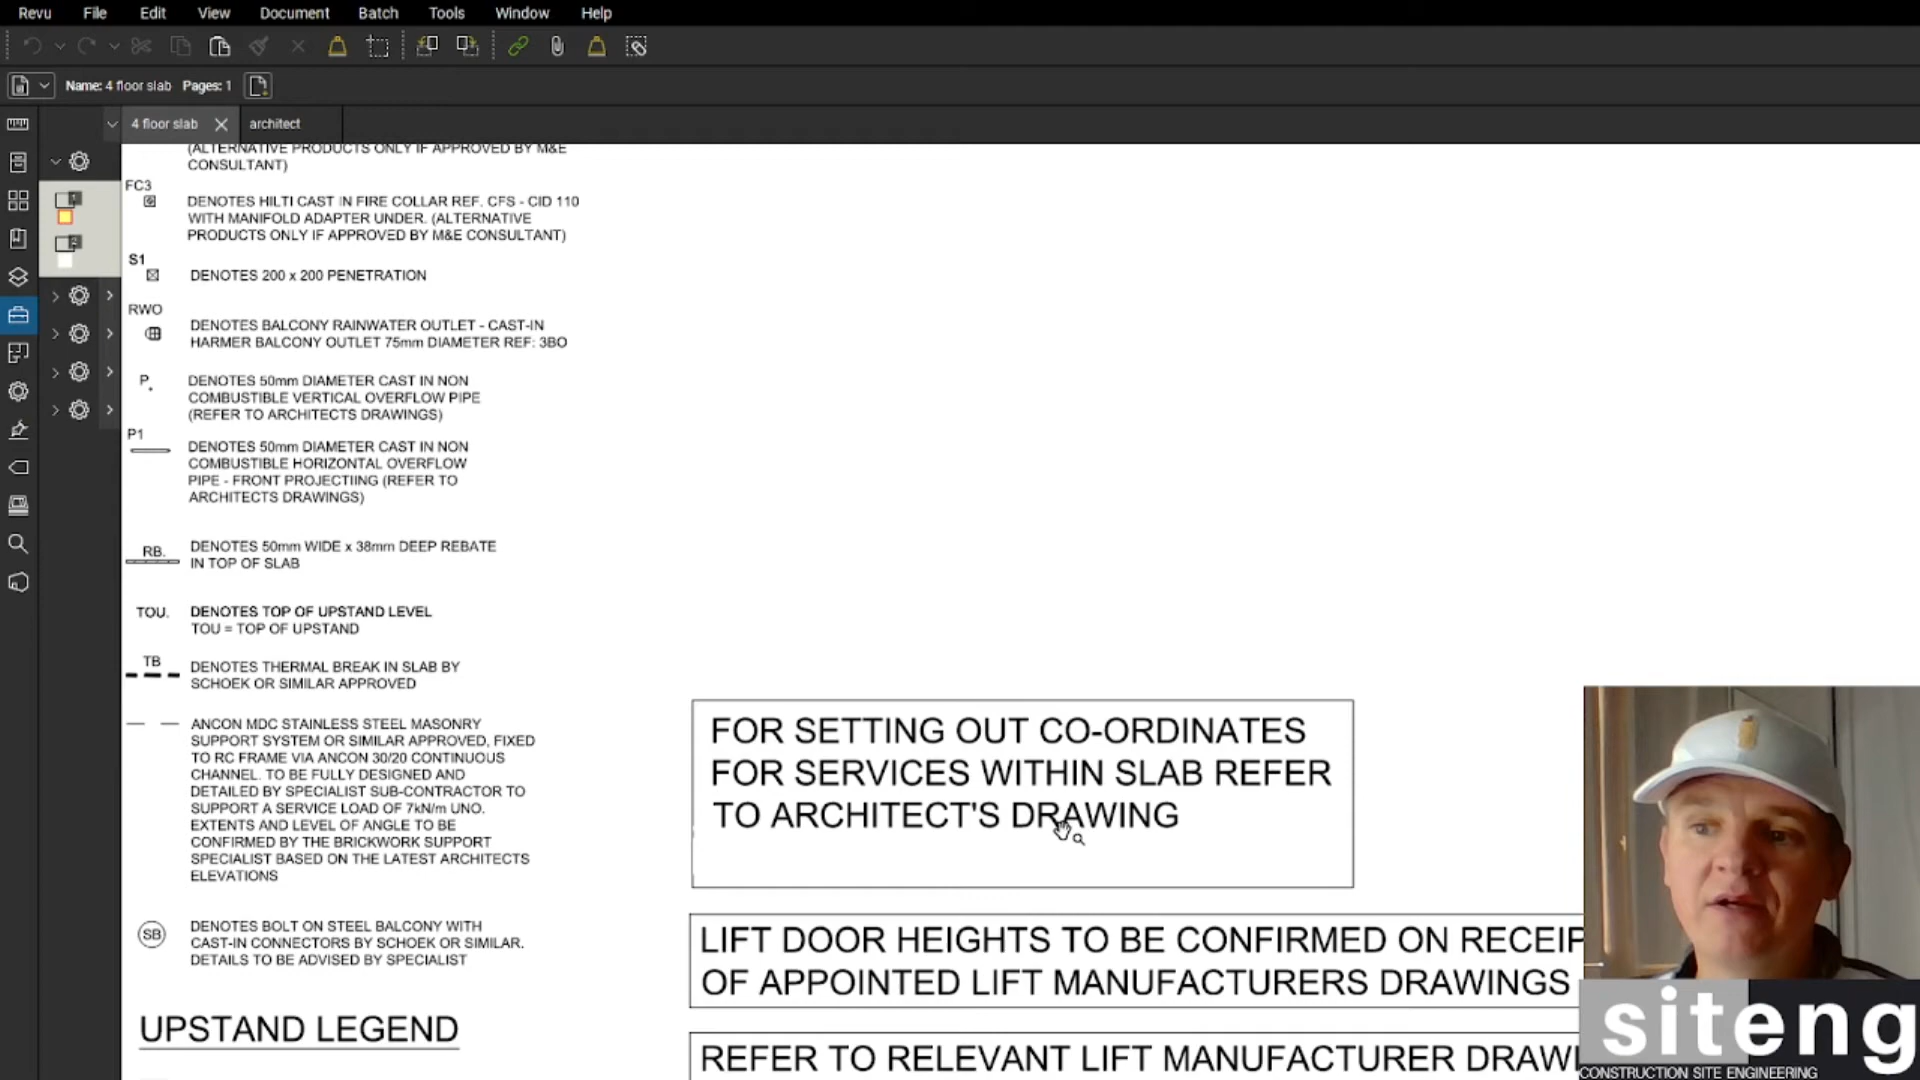 Revu File Edit View Document Batch Tools Window Help
Name: 4 floor slab Pages: 1
4 floor slab architect
(ALTERNATIVE PRODUCTS ONLY IF APPROVED BY M&E
CONSULTANT)
FC3
DENOTES HILTI CAST IN FIRE COLLAR REF. CFS - CID 110
WITH MANIFOLD ADAPTER UNDER. (ALTERNATIVE
PRODUCTS ONLY IF APPROVED BY M&E CONSULTANT)
S1
DENOTES 200 x 200 PENETRATION
RWO
DENOTES BALCONY RAINWATER OUTLET - CAST-IN
HARMER BALCONY OUTLET 75mm DIAMETER REF: 3BO
P
DENOTES 50mm DIAMETER CAST IN NON
COMBUSTIBLE VERTICAL OVERFLOW PIPE
(REFER TO ARCHITECTS DRAWINGS)
P1
DENOTES 50mm DIAMETER CAST IN NON
COMBUSTIBLE HORIZONTAL OVERFLOW
PIPE - FRONT PROJECTIING (REFER TO
ARCHITECTS DRAWINGS)
RB.
DENOTES 50mm WIDE x 38mm DEEP REBATE
IN TOP OF SLAB
TOU.
DENOTES TOP OF UPSTAND LEVEL
TOU = TOP OF UPSTAND
TB
DENOTES THERMAL BREAK IN SLAB BY
SCHOEK OR SIMILAR APPROVED
ANCON MDC STAINLESS STEEL MASONRY
SUPPORT SYSTEM OR SIMILAR APPROVED, FIXED
TO RC FRAME VIA ANCON 30/20 CONTINUOUS
CHANNEL. TO BE FULLY DESIGNED AND
DETAILED BY SPECIALIST SUB-CONTRACTOR TO
SUPPORT A SERVICE LOAD OF 7kN/m UNO.
EXTENTS AND LEVEL OF ANGLE TO BE
CONFIRMED BY THE BRICKWORK SUPPORT
SPECIALIST BASED ON THE LATEST ARCHITECTS
ELEVATIONS
SB
DENOTES BOLT ON STEEL BALCONY WITH
CAST-IN CONNECTORS BY SCHOEK OR SIMILAR.
DETAILS TO BE ADVISED BY SPECIALIST
UPSTAND LEGEND
FOR SETTING OUT CO-ORDINATES
FOR SERVICES WITHIN SLAB REFER
TO ARCHITECT'S DRAWING
LIFT DOOR HEIGHTS TO BE CONFIRMED ON RECEIP
OF APPOINTED LIFT MANUFACTURERS DRAWINGS
REFER TO RELEVANT LIFT MANUFACTURER DRAWI
siteng
CONSTRUCTION SITE ENGINEERING